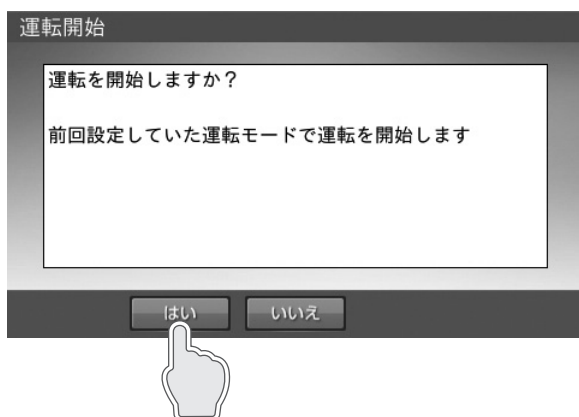 運転開始
運転を開始しますか？
前回設定していた運転モードで運転を開始します
はい
いいえ